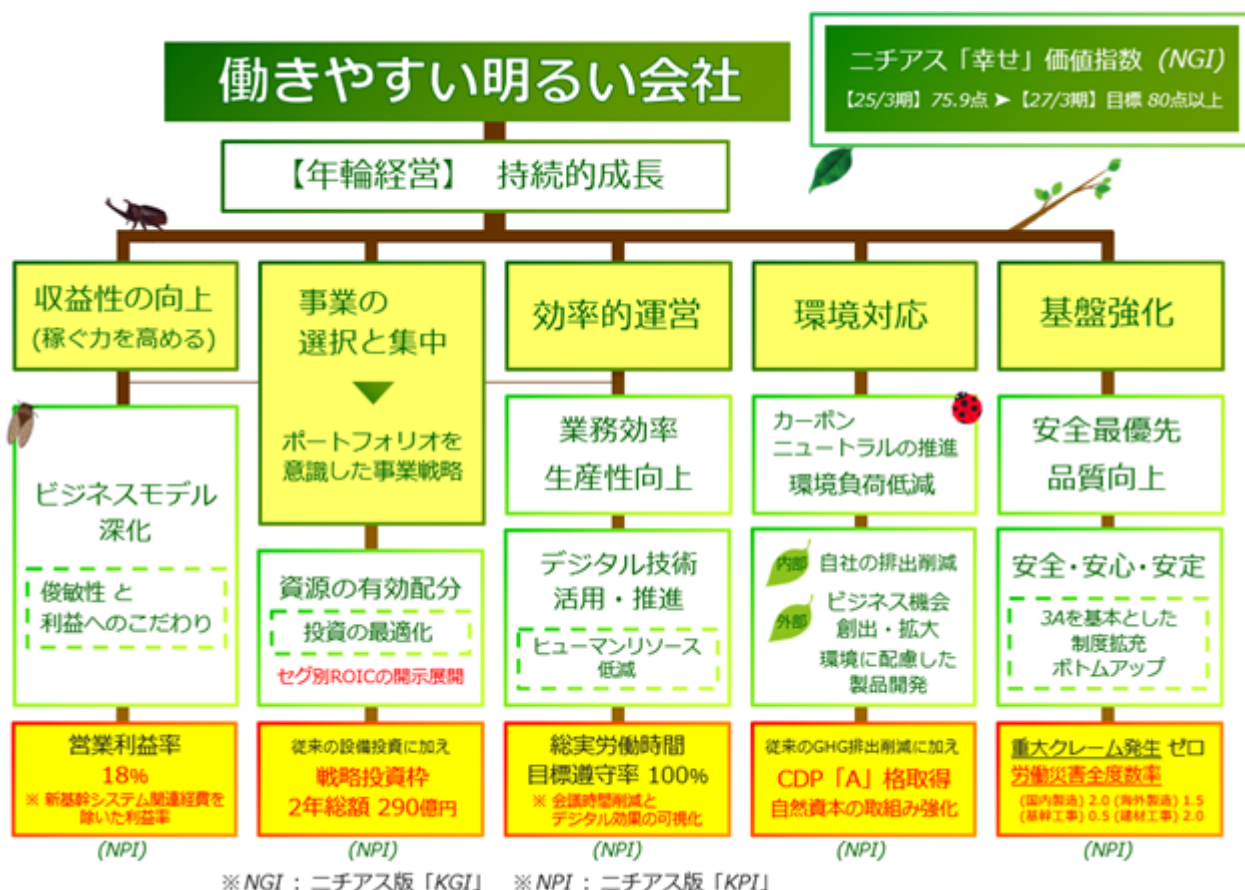 働きやすい明るい会社
ニチアス「幸せ」価値指数 (NGI)
【25/3期】75.9点 ➤【27/3期】目標 80点以上
【年輪経営】 持続的成長
収益性の向上
(稼ぐ力を高める)
ビジネスモデル
深化
俊敏性 と
利益へのこだわり
営業利益率
18%
※ 新基幹システム関連経費を
除いた利益率
(NPI)
事業の
選択と集中
ポートフォリオを
意識した事業戦略
資源の有効配分
投資の最適化
セグ別ROICの開示展開
従来の設備投資に加え
戦略投資枠
2年総額 290億円
(NPI)
効率的運営
業務効率
生産性向上
デジタル技術
活用・推進
ヒューマンリソース
低減
総実労働時間
目標遵守率 100%
※ 会議時間削減と
デジタル効果の可視化
(NPI)
環境対応
カーボン
ニュートラルの推進
環境負荷低減
内部 自社の排出削減
外部 ビジネス機会
創出・拡大
環境に配慮した
製品開発
従来のGHG排出削減に加え
CDP「A」格取得
自然資本の取組み強化
(NPI)
基盤強化
安全最優先
品質向上
安全・安心・安定
3Aを基本とした
制度拡充
ボトムアップ
重大クレーム発生 ゼロ
労働災害全度数率
(国内製造) 2.0 (海外製造) 1.5
(基幹工事) 0.5 (建材工事) 2.0
(NPI)
※ NGI : ニチアス版「KGI」 ※ NPI : ニチアス版「KPI」